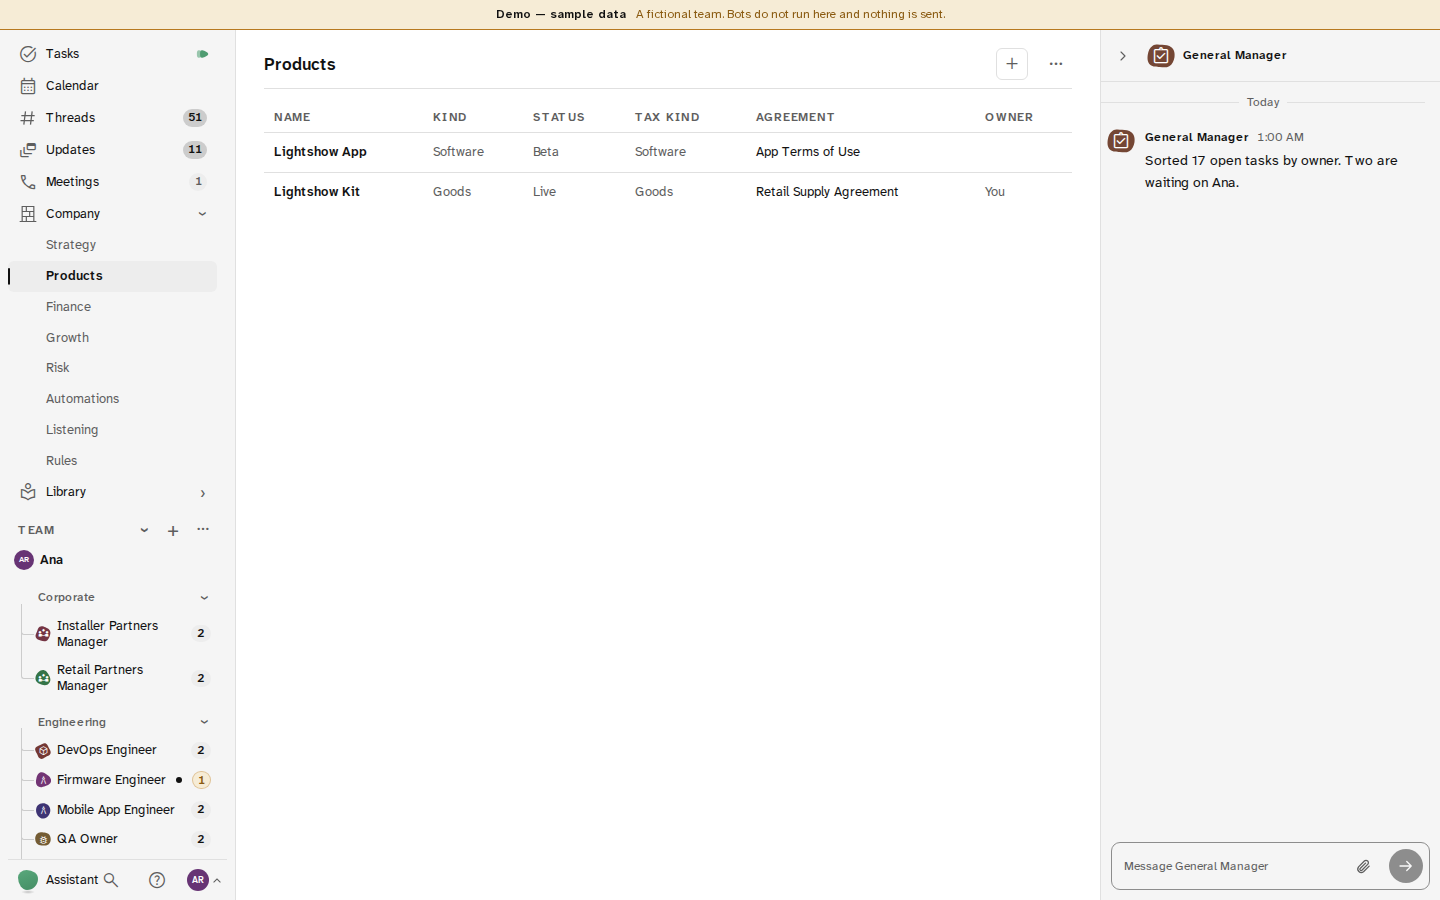 Demo — sample data A fictional team. Bots do not run here and nothing is sent.
Tasks
Calendar
Threads 51
Updates 11
Meetings 1
Company
Strategy
Products
Finance
Growth
Risk
Automations
Listening
Rules
Library
TEAM
AR Ana
Corporate
Installer Partners
Manager 2
Retail Partners
Manager 2
Engineering
DevOps Engineer 2
Firmware Engineer 1
Mobile App Engineer 2
QA Owner 2
Assistant AR
Products
NAME KIND STATUS TAX KIND AGREEMENT OWNER
Lightshow App Software Beta Software App Terms of Use
Lightshow Kit Goods Live Goods Retail Supply Agreement You
General Manager
Today
General Manager 1:00 AM
Sorted 17 open tasks by owner. Two are
waiting on Ana.
Message General Manager